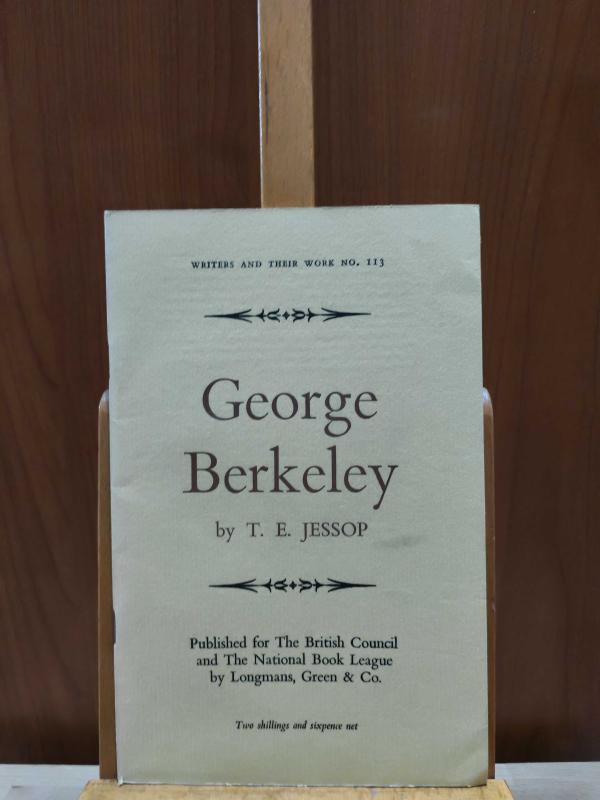 WRITERS AND THEIR WORK NO. 113
George
Berkeley
by T. E. JESSOP
Published for The British Council
and The National Book League
by Longmans, Green & Co.
Two shillings and sixpence net